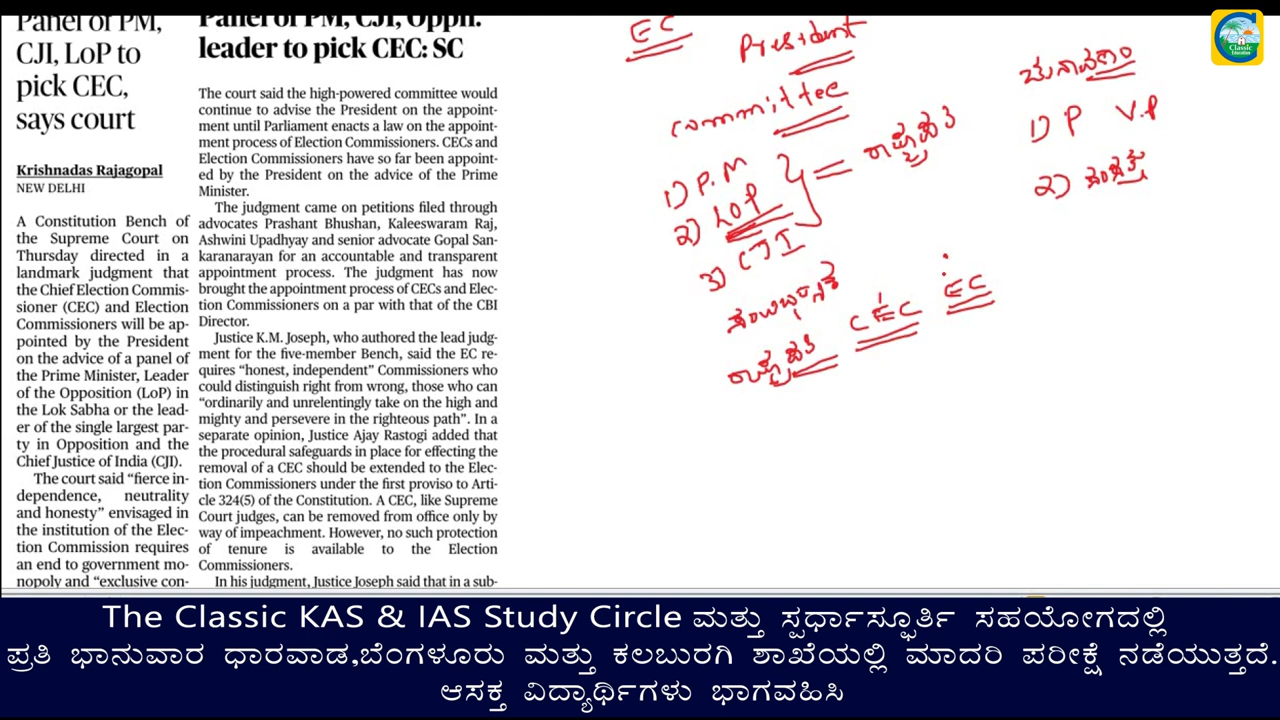 Panel of PM,
CJI, LoP to
pick CEC,
says court
Krishnadas Rajagopal
NEW DELHI
A Constitution Bench of
the Supreme Court on
Thursday directed in a
landmark judgment that
the Chief Election Commis-
sioner (CEC) and Election
Commissioners will be ap-
pointed by the President
on the advice of a panel of
the Prime Minister, Leader
of the Opposition (LoP) in
the Lok Sabha or the lead-
er of the single largest par-
ty in Opposition and the
Chief Justice of India (CJI).
The court said “fierce in-
dependence, neutrality
and honesty” envisaged in
the institution of the Elec-
tion Commission requires
an end to government mo-
nopoly and “exclusive con-
Panel of PM, CJI, Oppn.
leader to pick CEC: SC
The court said the high-powered committee would
continue to advise the President on the appoint-
ment until Parliament enacts a law on the appoint-
ment process of Election Commissioners. CECs and
Election Commissioners have so far been appoint-
ed by the President on the advice of the Prime
Minister.
The judgment came on petitions filed through
advocates Prashant Bhushan, Kaleeswaram Raj,
Ashwini Upadhyay and senior advocate Gopal San-
karanarayan for an accountable and transparent
appointment process. The judgment has now
brought the appointment process of CECs and Elec-
tion Commissioners on a par with that of the CBI
Director.
Justice K.M. Joseph, who authored the lead judg-
ment for the five-member Bench, said the EC re-
quires “honest, independent” Commissioners who
could distinguish right from wrong, those who can
“ordinarily and unrelentingly take on the high and
mighty and persevere in the righteous path”. In a
separate opinion, Justice Ajay Rastogi added that
the procedural safeguards in place for effecting the
removal of a CEC should be extended to the Elec-
tion Commissioners under the first proviso to Arti-
cle 324(5) of the Constitution. A CEC, like Supreme
Court judges, can be removed from office only by
way of impeachment. However, no such protection
of tenure is available to the Election
Commissioners.
In his judgment, Justice Joseph said that in a sub-
EC
President
committee
1) P.M
2) LOP
3) CJI
= ರಾಷ್ಟ್ರಪತಿ
ರಾಷ್ಟ್ರಪತಿ CEC EC
1) P V.P
2) ಸಂಸತ್ತು
Classic
Education
The Classic KAS & IAS Study Circle ಮತ್ತು ಸ್ಪರ್ಧಾಸ್ಫೂರ್ತಿ ಸಹಯೋಗದಲ್ಲಿ
ಪ್ರತಿ ಭಾನುವಾರ ಧಾರವಾಡ,ಬೆಂಗಳೂರು ಮತ್ತು ಕಲಬುರಗಿ ಶಾಖೆಯಲ್ಲಿ ಮಾದರಿ ಪರೀಕ್ಷೆ ನಡೆಯುತ್ತದೆ.
ಆಸಕ್ತ ವಿದ್ಯಾರ್ಥಿಗಳು ಭಾಗವಹಿಸಿ